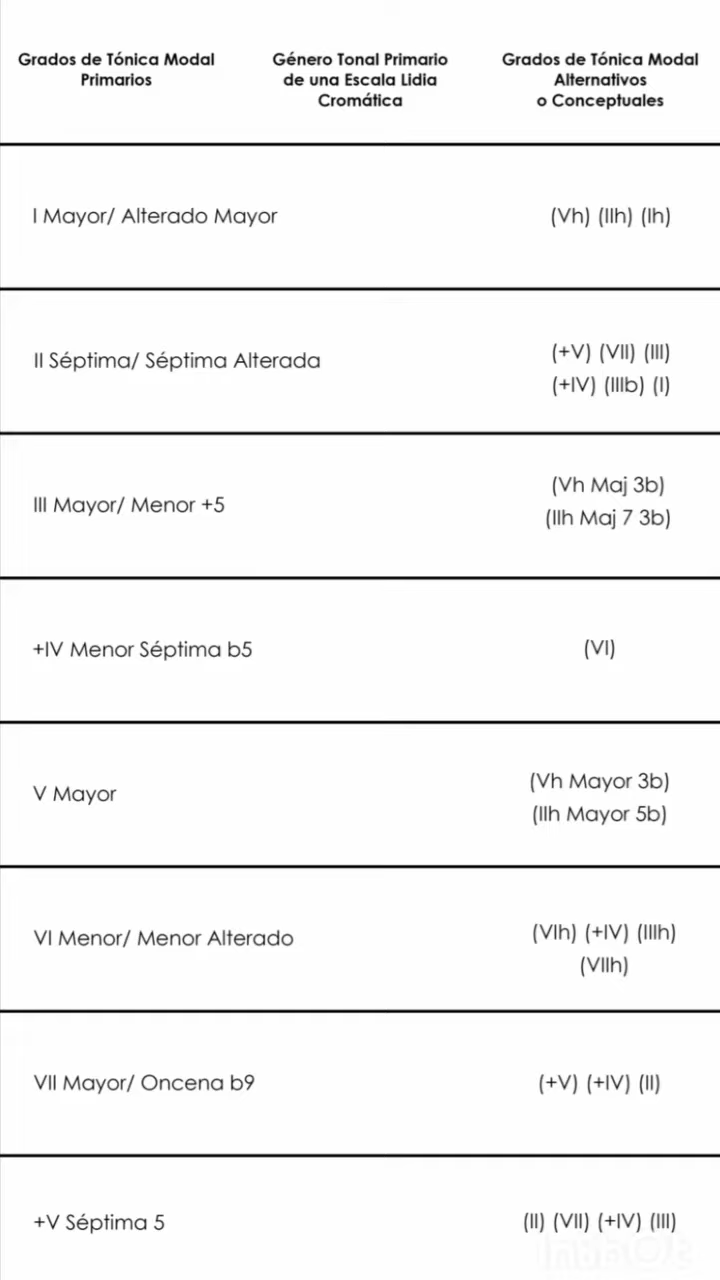 Grados de Tónica Modal
Primarios
Género Tonal Primario
de una Escala Lidia
Cromática
Grados de Tónica Modal
Alternativos
o Conceptuales
I Mayor/ Alterado Mayor
(Vh) (IIh) (Ih)
II Séptima/ Séptima Alterada
(+V) (VII) (III)
(+IV) (IIIb) (I)
III Mayor/ Menor +5
(Vh Maj 3b)
(IIh Maj 7 3b)
+IV Menor Séptima b5
(VI)
V Mayor
(Vh Mayor 3b)
(IIh Mayor 5b)
VI Menor/ Menor Alterado
(VIh) (+IV) (IIIh)
(VIIh)
VII Mayor/ Oncena b9
(+V) (+IV) (II)
+V Séptima 5
(II) (VII) (+IV) (III)